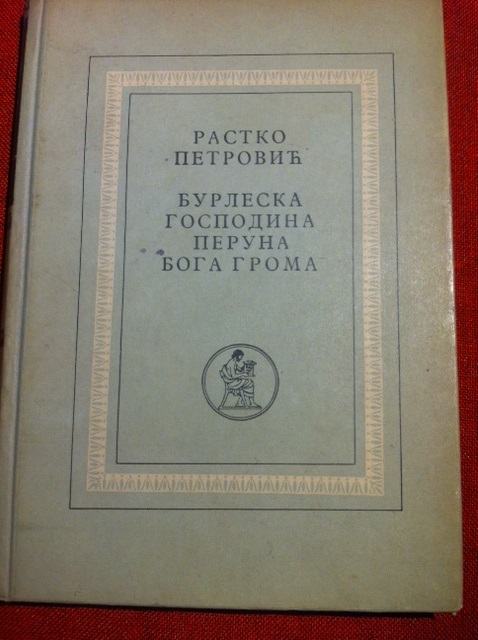 РАСТКО
ПЕТРОВИЋ
БУРЛЕСКА
ГОСПОДИНА
ПЕРУНА
БОГА ГРОМА